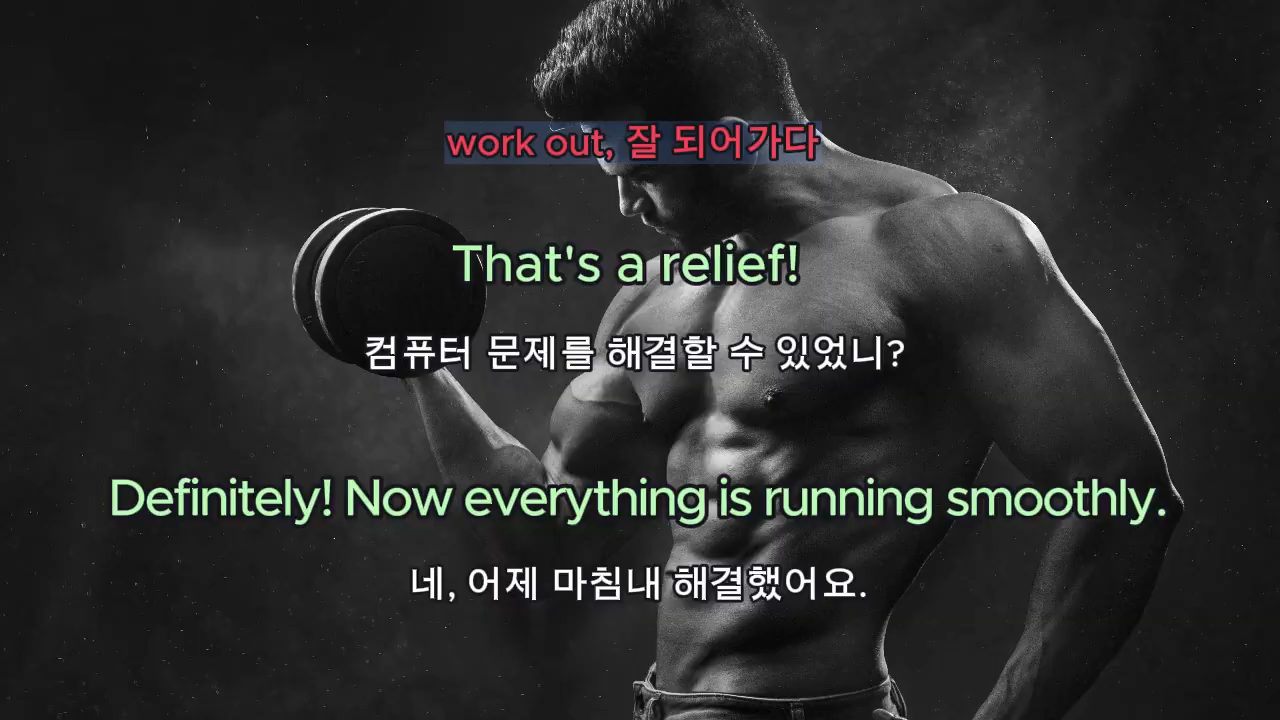 work out, 잘 되어가다
That's a relief!
컴퓨터 문제를 해결할 수 있었니?
Definitely! Now everything is running smoothly.
네, 어제 마침내 해결했어요.